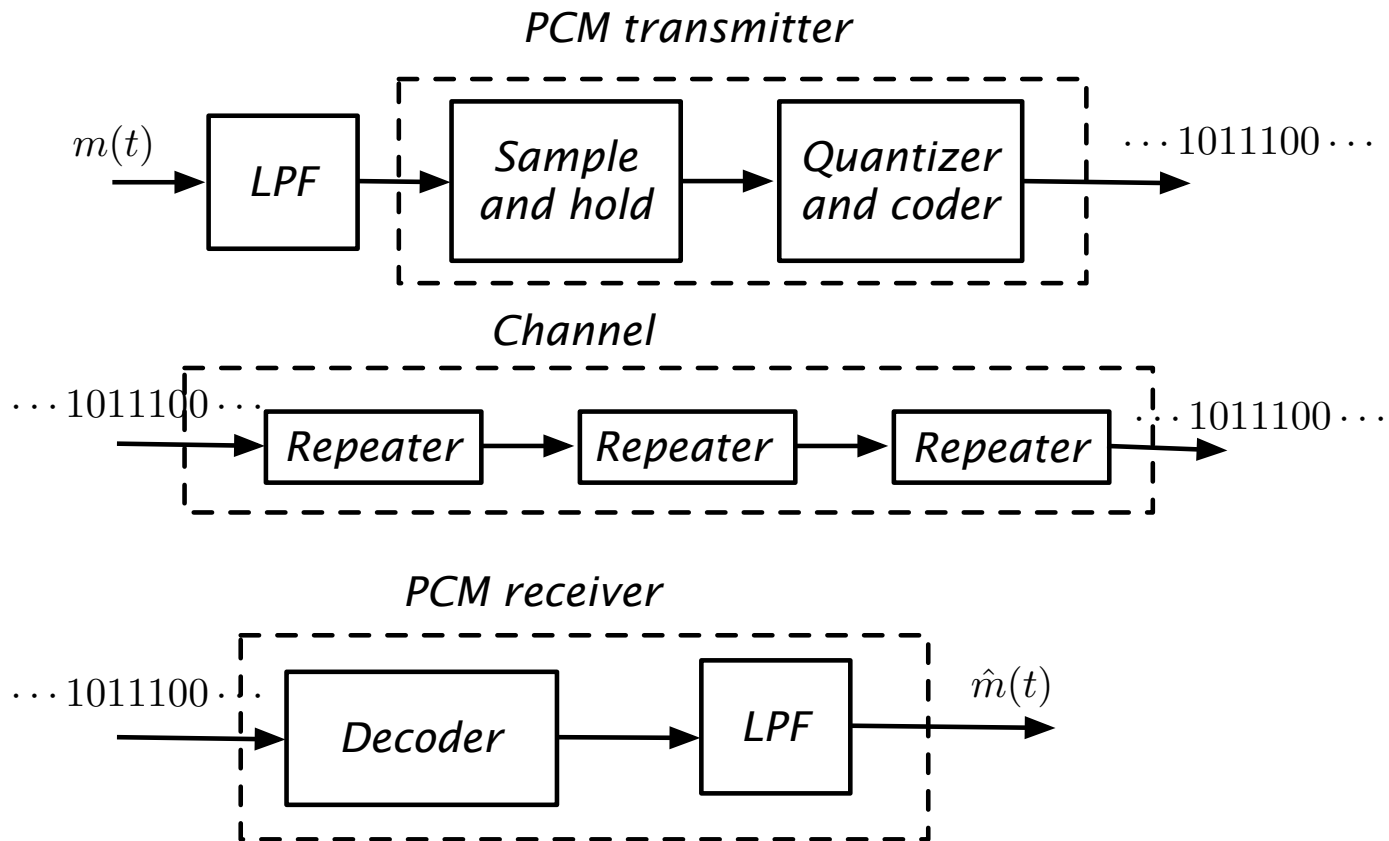 PCM transmitter
m(t)
LPF
Sample
and hold
Quantizer
and coder
⋯1011100⋯
Channel
⋯1011100⋯
Repeater
Repeater
Repeater
⋯1011100⋯
PCM receiver
⋯1011100⋯
Decoder
LPF
m̂(t)